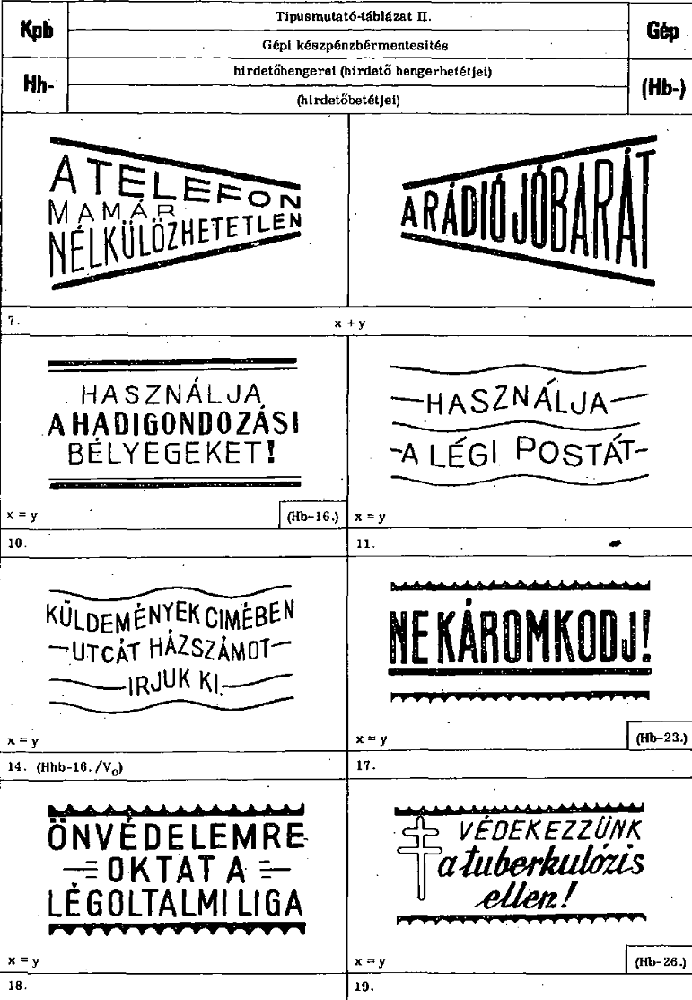 Kpb
Tipusmutató-táblázat II.
Gépi készpénzbérmentesités
Gép
Hh-
hirdetőhengerei (hirdető hengerbetétjei)
(hirdetőbetétjei)
(Hb-)
A TELEFON
MAMÁR
NÉLKÜLÖZHETETLEN
A RÁDIÓ JÓBARÁT
7.
x + y
HASZNÁLJA
A HADIGONDOZÁSI
BÉLYEGEKET!
x = y
(Hb-16.)
HASZNÁLJA
A LÉGI POSTÁT
x = y
10.
11.
KÜLDEMÉNYEK CIMÉBEN
UTCÁT HÁZSZÁMOT
IRJUK KI.
x = y
NE KÁROMKODJ!
x = y
(Hb-23.)
14. (Hhb-16./Vo)
17.
ÖNVÉDELEMRE
OKTAT A
LÉGOLTALMI LIGA
x = y
VÉDEKEZZÜNK
a tuberkulózis
ellen!
x = y
(Hb-26.)
18.
19.